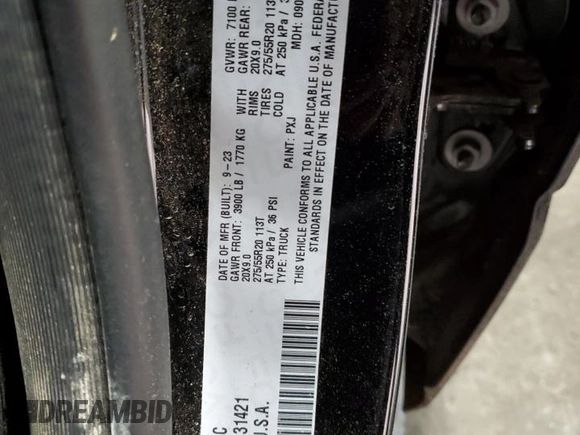 DATE OF MFR (BUILT): 9-23 GVWR: 7100
GAWR FRONT: 3900 LB / 1770 KG WITH GAWR REAR:
20X9.0 RIMS 20X9.0
275/55R20 113T TIRES 275/55R20 113
AT 250 kPa / 36 PSI COLD AT 250 kPa /
TYPE: TRUCK PAINT: PXJ MDH: 090
THIS VEHICLE CONFORMS TO ALL APPLICABLE U.S.A. FEDERAL
STANDARDS IN EFFECT ON THE DATE OF MANUFACTUR
C
31421
U.S.A.
DREAMBID